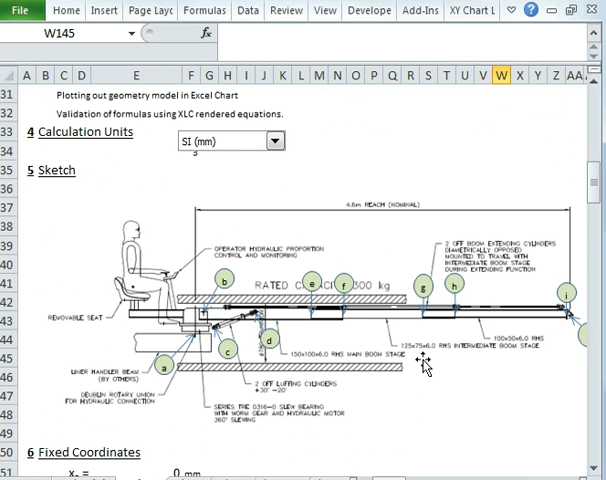 File Home Insert Page Layo Formulas Data Review View Develope Add-Ins XY Chart L
W145 fx
A B C D E F G H I J K L M N O P Q R S T U V W X Y Z AA AB
31 Plotting out geometry model in Excel Chart
32 Validation of formulas using XLC rendered equations.
33 4 Calculation Units
SI (mm)
34 3
35 5 Sketch
36
37
4.6m REACH (NOMINAL)
38
39
OPERATOR HYDRAULIC PROPORTION
CONTROL AND MONITORING
2 OFF BOOM EXTENDING CYLINDERS
DIAMETRICALLY OPPOSED
MOUNTED TO TRAVEL WITH
INTERMEDIATE BOOM STAGE
DURING EXTENDING FUNCTION
40
41
b e f g h i
RATED 300 kg
42
REMOVABLE SEAT
43
100x50x6.0 RHS
125x75x6.0 RHS INTERMEDIATE BOOM STAGE
44
a c d
150x100x6.0 RHS MAIN BOOM STAGE
45
LINER HANDLER BEAM
(BY OTHERS)
46
2 OFF LUFFING CYLINDERS
+30° -20°
DEUBLIN ROTARY UNION
FOR HYDRAULIC CONNECTION
47
SERIES TRE 0316-0 SLEW BEARING
WITH WORM GEAR AND HYDRAULIC MOTOR
360° SLEWING
48
49
50 6 Fixed Coordinates
51 0 mm